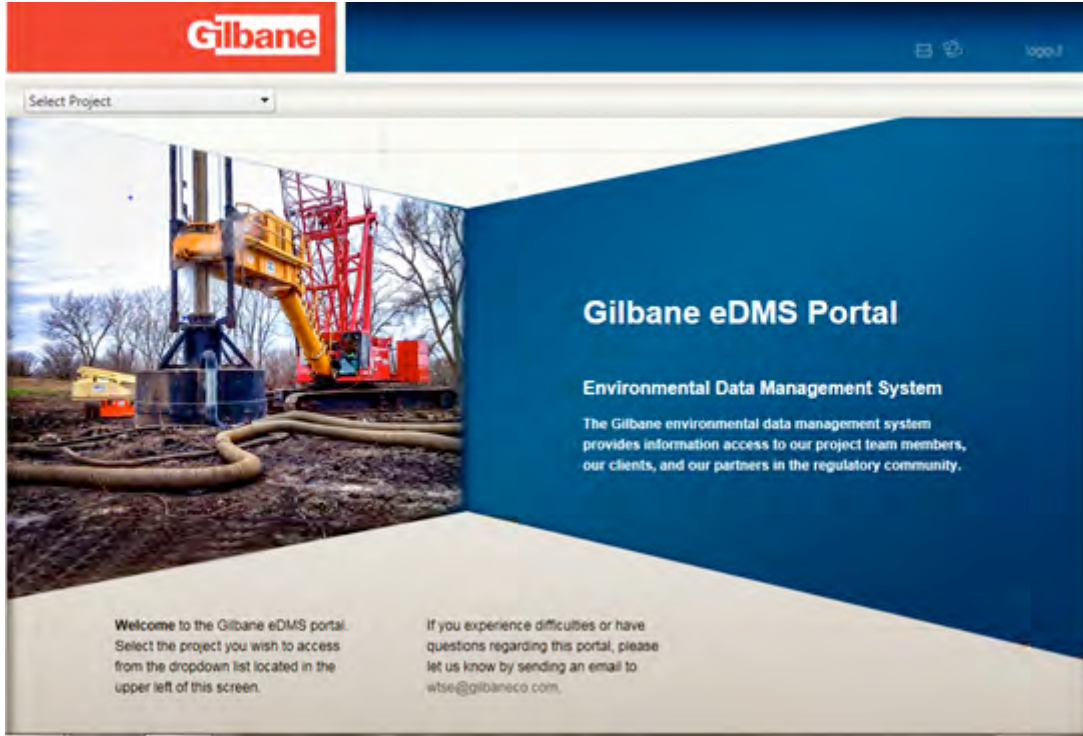 Gilbane
logout
Select Project
Gilbane eDMS Portal
Environmental Data Management System
The Gilbane environmental data management system
provides information access to our project team members,
our clients, and our partners in the regulatory community.
Welcome to the Gilbane eDMS portal.
Select the project you wish to access
from the dropdown list located in the
upper left of this screen.
If you experience difficulties or have
questions regarding this portal, please
let us know by sending an email to
wtse@gilbaneco.com.